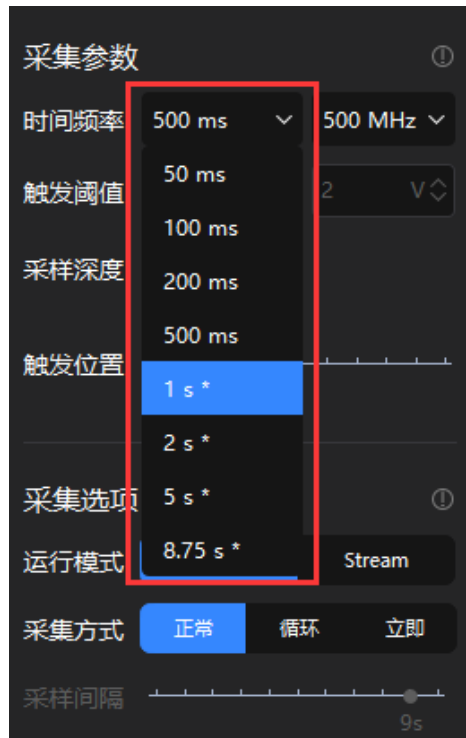 采集参数
时间频率 500 ms 500 MHz
50 ms
触发阈值 2 V
100 ms
采样深度 200 ms
500 ms
触发位置
1 s *
2 s *
采集选项 5 s *
运行模式 8.75 s * Stream
采集方式 正常 循环 立即
采样间隔
9s